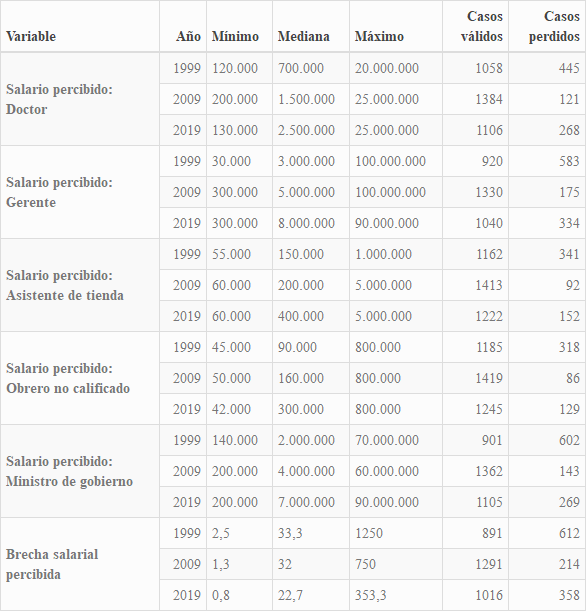 Variable Año Mínimo Mediana Máximo Casos válidos Casos perdidos
Salario percibido: Doctor
1999 120.000 700.000 20.000.000 1058 445
2009 200.000 1.500.000 25.000.000 1384 121
2019 130.000 2.500.000 25.000.000 1106 268
Salario percibido: Gerente
1999 30.000 3.000.000 100.000.000 920 583
2009 300.000 5.000.000 100.000.000 1330 175
2019 300.000 8.000.000 90.000.000 1040 334
Salario percibido: Asistente de tienda
1999 55.000 150.000 1.000.000 1162 341
2009 60.000 200.000 5.000.000 1413 92
2019 60.000 400.000 5.000.000 1222 152
Salario percibido: Obrero no calificado
1999 45.000 90.000 800.000 1185 318
2009 50.000 160.000 800.000 1419 86
2019 42.000 300.000 800.000 1245 129
Salario percibido: Ministro de gobierno
1999 140.000 2.000.000 70.000.000 901 602
2009 200.000 4.000.000 60.000.000 1362 143
2019 200.000 7.000.000 90.000.000 1105 269
Brecha salarial percibida
1999 2,5 33,3 1250 891 612
2009 1,3 32 750 1291 214
2019 0,8 22,7 353,3 1016 358